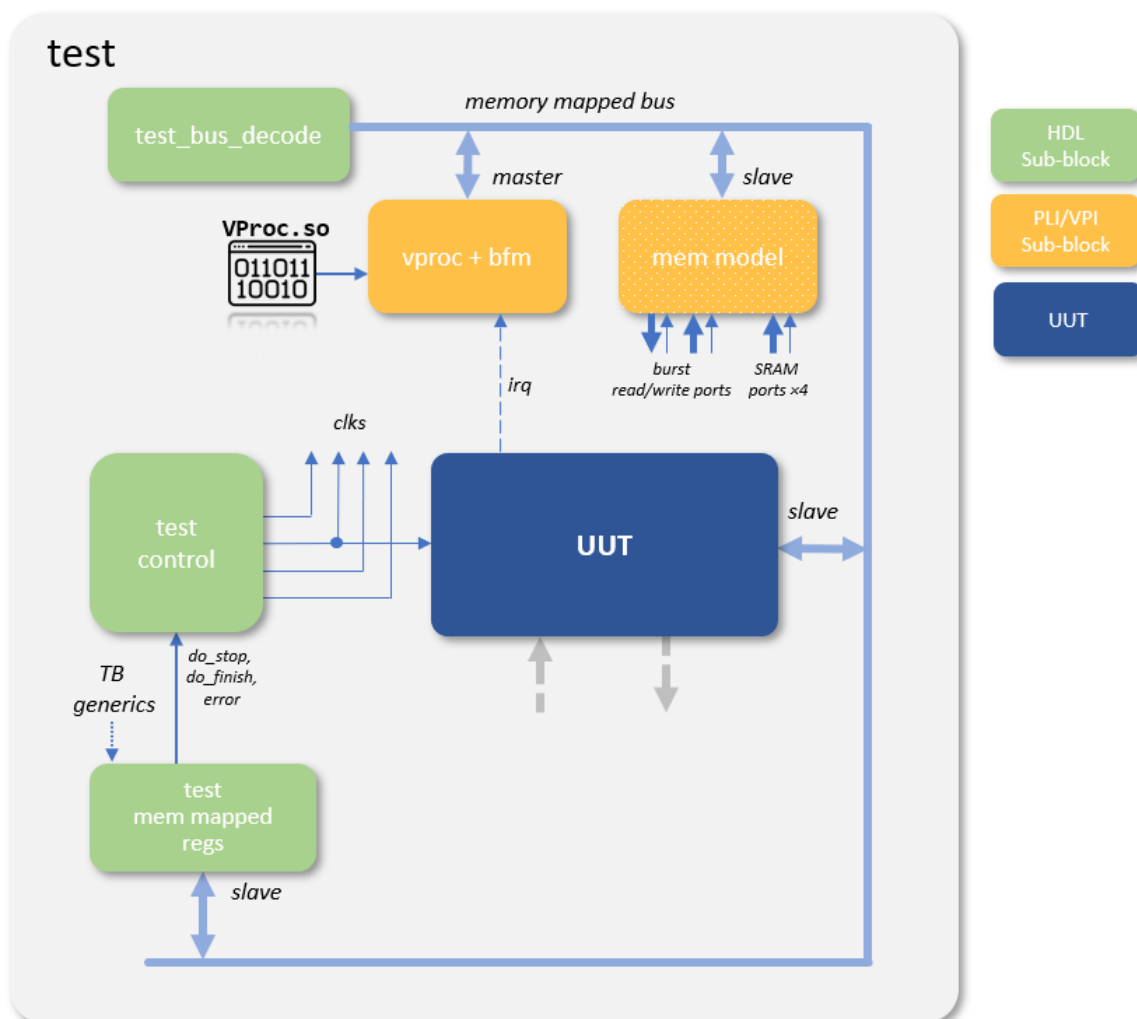 test
test_bus_decode
memory mapped bus
master
slave
VProc.so
011011
10010
vproc + bfm
mem model
burst
read/write ports
SRAM
ports ×4
irq
clks
test
control
UUT
slave
do_stop,
do_finish,
error
TB
generics
test
mem mapped
regs
slave
HDL
Sub-block
PLI/VPI
Sub-block
UUT